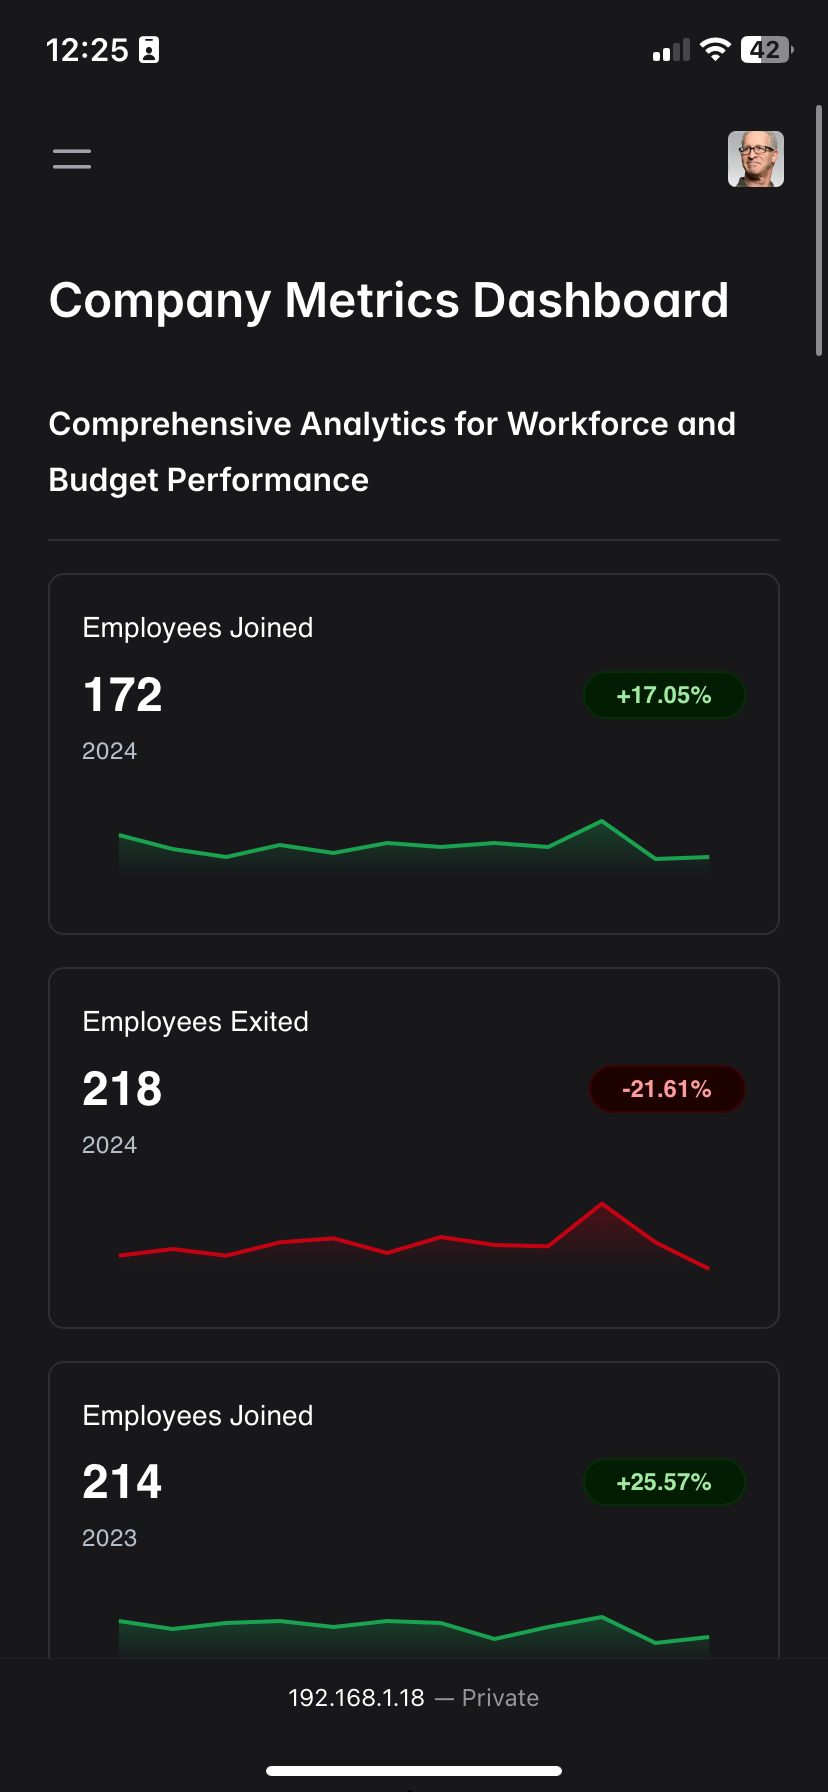 12:25
42
Company Metrics Dashboard
Comprehensive Analytics for Workforce and
Budget Performance
Employees Joined
172
+17.05%
2024
Employees Exited
218
-21.61%
2024
Employees Joined
214
+25.57%
2023
192.168.1.18 — Private